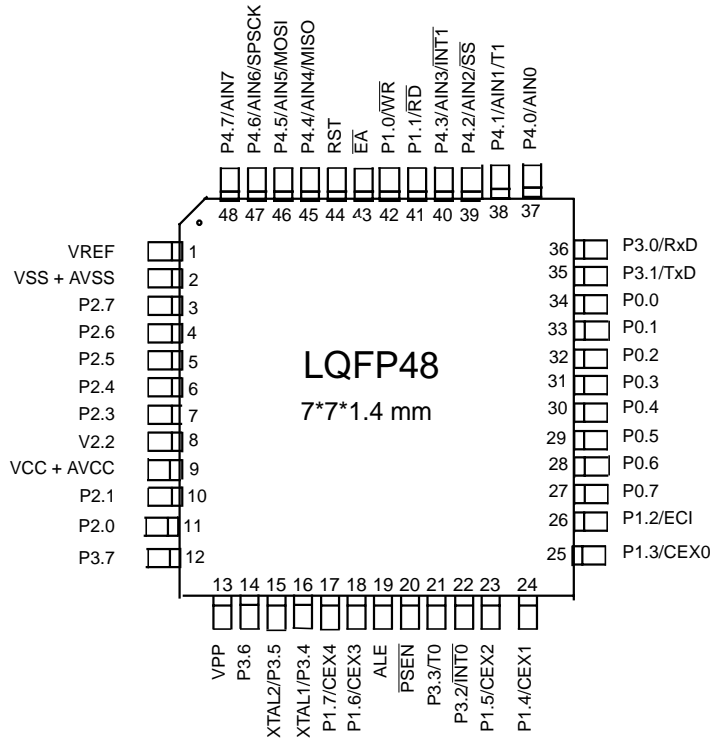 P4.7/AIN7
P4.6/AIN6/SPSCK
P4.5/AIN5/MOSI
P4.4/AIN4/MISO
RST
EA
P1.0/WR
P1.1/RD
P4.3/AIN3/INT1
P4.2/AIN2/SS
P4.1/AIN1/T1
P4.0/AIN0
48 47 46 45 44 43 42 41 40 39 38 37
VREF 1
VSS + AVSS 2
P2.7 3
P2.6 4
P2.5 5
P2.4 6
P2.3 7
V2.2 8
VCC + AVCC 9
P2.1 10
P2.0 11
P3.7 12
LQFP48
7*7*1.4 mm
36 P3.0/RxD
35 P3.1/TxD
34 P0.0
33 P0.1
32 P0.2
31 P0.3
30 P0.4
29 P0.5
28 P0.6
27 P0.7
26 P1.2/ECI
25 P1.3/CEX0
13 14 15 16 17 18 19 20 21 22 23 24
VPP
P3.6
XTAL2/P3.5
XTAL1/P3.4
P1.7/CEX4
P1.6/CEX3
ALE
PSEN
P3.3/T0
P3.2/INT0
P1.5/CEX2
P1.4/CEX1